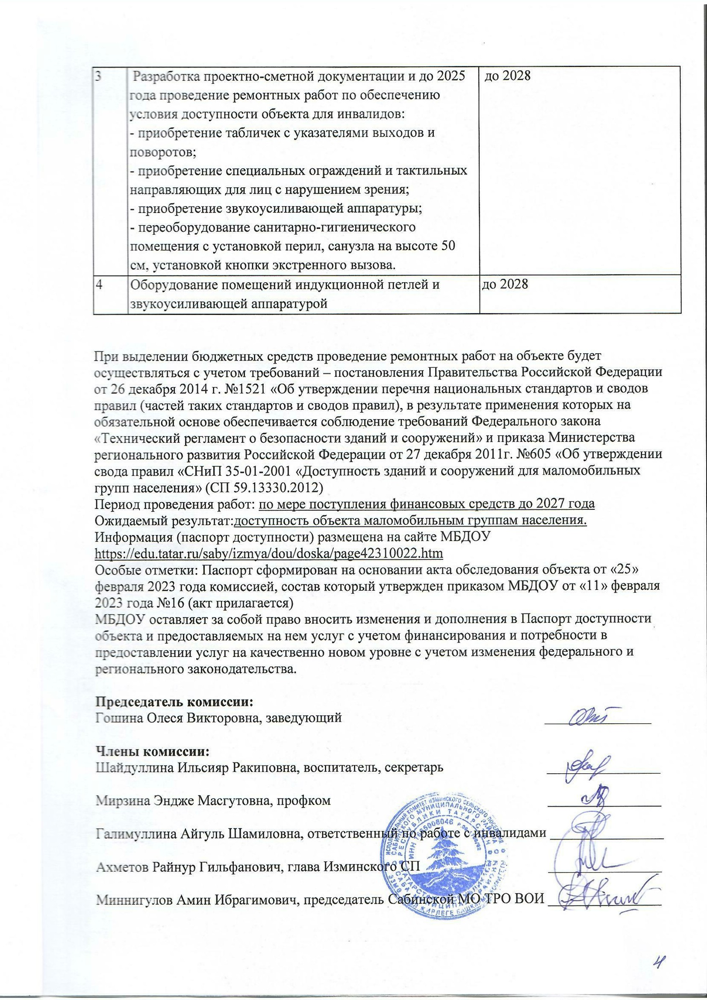 3
Разработка проектно-сметной документации и до 2025
до 2028
года проведение ремонтных работ по обеспечению
условия доступности объекта для инвалидов:
- приобретение табличек с указателями выходов и
поворотов;
- приобретение специальных ограждений и тактильных
направляющих для лиц с нарушением зрения;
- приобретение звукоусиливающей аппаратуры;
- переоборудование санитарно-гигиенического
помещения с установкой перил, санузла на высоте 50
см, установкой кнопки экстренного вызова.
4
Оборудование помещений индукционной петлей и
до 2028
звукоусиливающей аппаратурой
При выделении бюджетных средств проведение ремонтных работ на объекте будет
осуществляться с учетом требований – постановления Правительства Российской Федерации
от 26 декабря 2014 г. №1521 «Об утверждении перечня национальных стандартов и сводов
правил (частей таких стандартов и сводов правил), в результате применения которых на
обязательной основе обеспечивается соблюдение требований Федерального закона
«Технический регламент о безопасности зданий и сооружений» и приказа Министерства
регионального развития Российской Федерации от 27 декабря 2011г. №605 «Об утверждении
свода правил «СНиП 35-01-2001 «Доступность зданий и сооружений для маломобильных
групп населения» (СП 59.13330.2012)
Период проведения работ: по мере поступления финансовых средств до 2027 года
Ожидаемый результат:доступность объекта маломобильным группам населения.
Информация (паспорт доступности) размещена на сайте МБДОУ
https://edu.tatar.ru/saby/izmya/dou/doska/page42310022.htm
Особые отметки: Паспорт сформирован на основании акта обследования объекта от «25»
февраля 2023 года комиссией, состав который утвержден приказом МБДОУ от «11» февраля
2023 года №16 (акт прилагается)
МБДОУ оставляет за собой право вносить изменения и дополнения в Паспорт доступности
объекта и предоставляемых на нем услуг с учетом финансирования и потребности в
предоставлении услуг на качественно новом уровне с учетом изменения федерального и
регионального законодательства.
Председатель комиссии:
Гошина Олеся Викторовна, заведующий
Члены комиссии:
Шайдуллина Ильсияр Ракиповна, воспитатель, секретарь
Мирзина Эндже Масгутовна, профком
Галимуллина Айгуль Шамиловна, ответственный по работе с инвалидами
Ахметов Райнур Гильфанович, глава Изминского СП
Миннигулов Амин Ибрагимович, председатель Сабинской МО ТРО ВОИ
ИСПОЛНИТЕЛЬНЫЙ КОМИТЕТ ИЗМИНСКОГО СЕЛЬСКОГО ПОСЕЛЕНИЯ
САБИНСКОГО МУНИЦИПАЛЬНОГО РАЙОНА
РЕСПУБЛИКИ ТАТАРСТАН
4